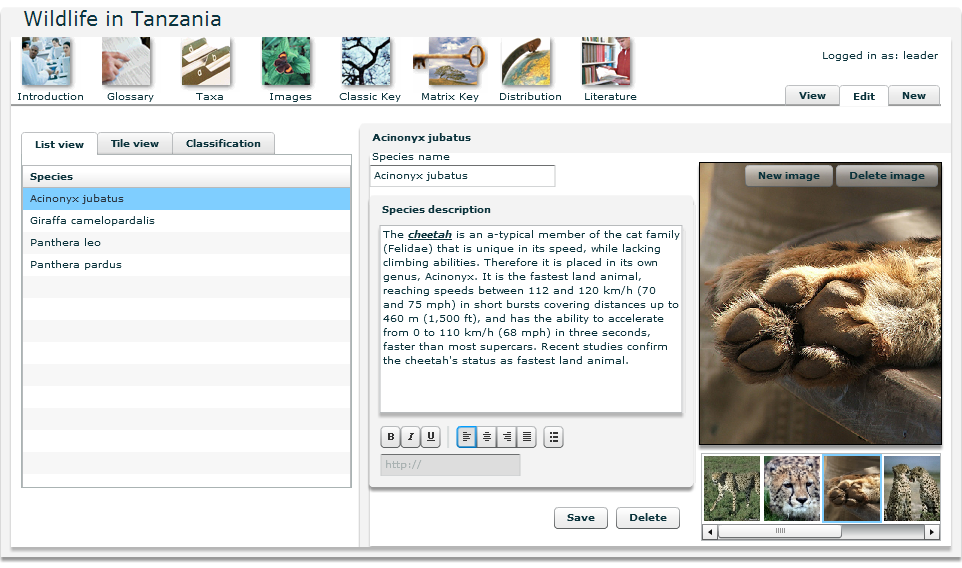 Wildlife in Tanzania
Logged in as: leader
Introduction Glossary Taxa Images Classic Key Matrix Key Distribution Literature
View Edit New
List view Tile view Classification
Species
Acinonyx jubatus
Giraffa camelopardalis
Panthera leo
Panthera pardus
Acinonyx jubatus
Species name
Acinonyx jubatus
New image Delete image
Species description
The cheetah is an a-typical member of the cat family
(Felidae) that is unique in its speed, while lacking
climbing abilities. Therefore it is placed in its own
genus, Acinonyx. It is the fastest land animal,
reaching speeds between 112 and 120 km/h (70
and 75 mph) in short bursts covering distances up to
460 m (1,500 ft), and has the ability to accelerate
from 0 to 110 km/h (68 mph) in three seconds,
faster than most supercars. Recent studies confirm
the cheetah's status as fastest land animal.
B I U
http://
Save Delete